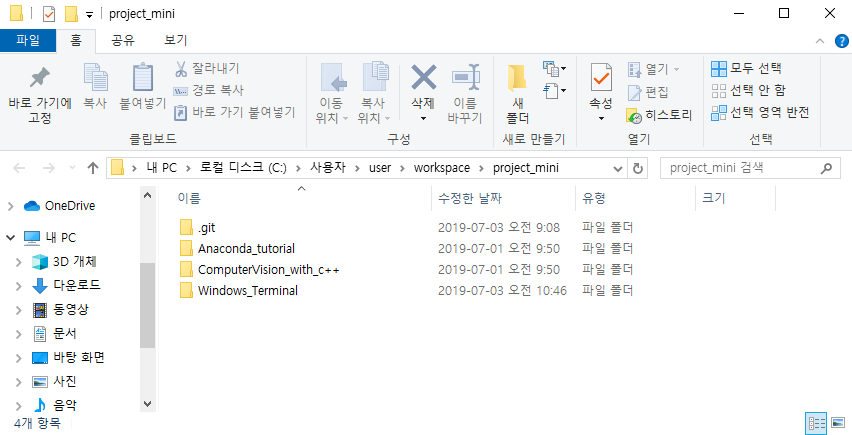 project_mini
파일 홈 공유 보기
바로 가기에 고정
복사
붙여넣기
잘라내기
경로 복사
바로 가기 붙여넣기
클립보드
이동 위치
복사 위치
삭제
이름 바꾸기
구성
새 폴더
새로 만들기
속성
열기
편집
히스토리
열기
모두 선택
선택 안 함
선택 영역 반전
선택
내 PC > 로컬 디스크 (C:) > 사용자 > user > workspace > project_mini
project_mini 검색
OneDrive
내 PC
3D 개체
다운로드
동영상
문서
바탕 화면
사진
음악
이름 수정한 날짜 유형 크기
.git 2019-07-03 오전 9:08 파일 폴더
Anaconda_tutorial 2019-07-01 오전 9:50 파일 폴더
ComputerVision_with_c++ 2019-07-01 오전 9:50 파일 폴더
Windows_Terminal 2019-07-03 오전 10:46 파일 폴더
4개 항목